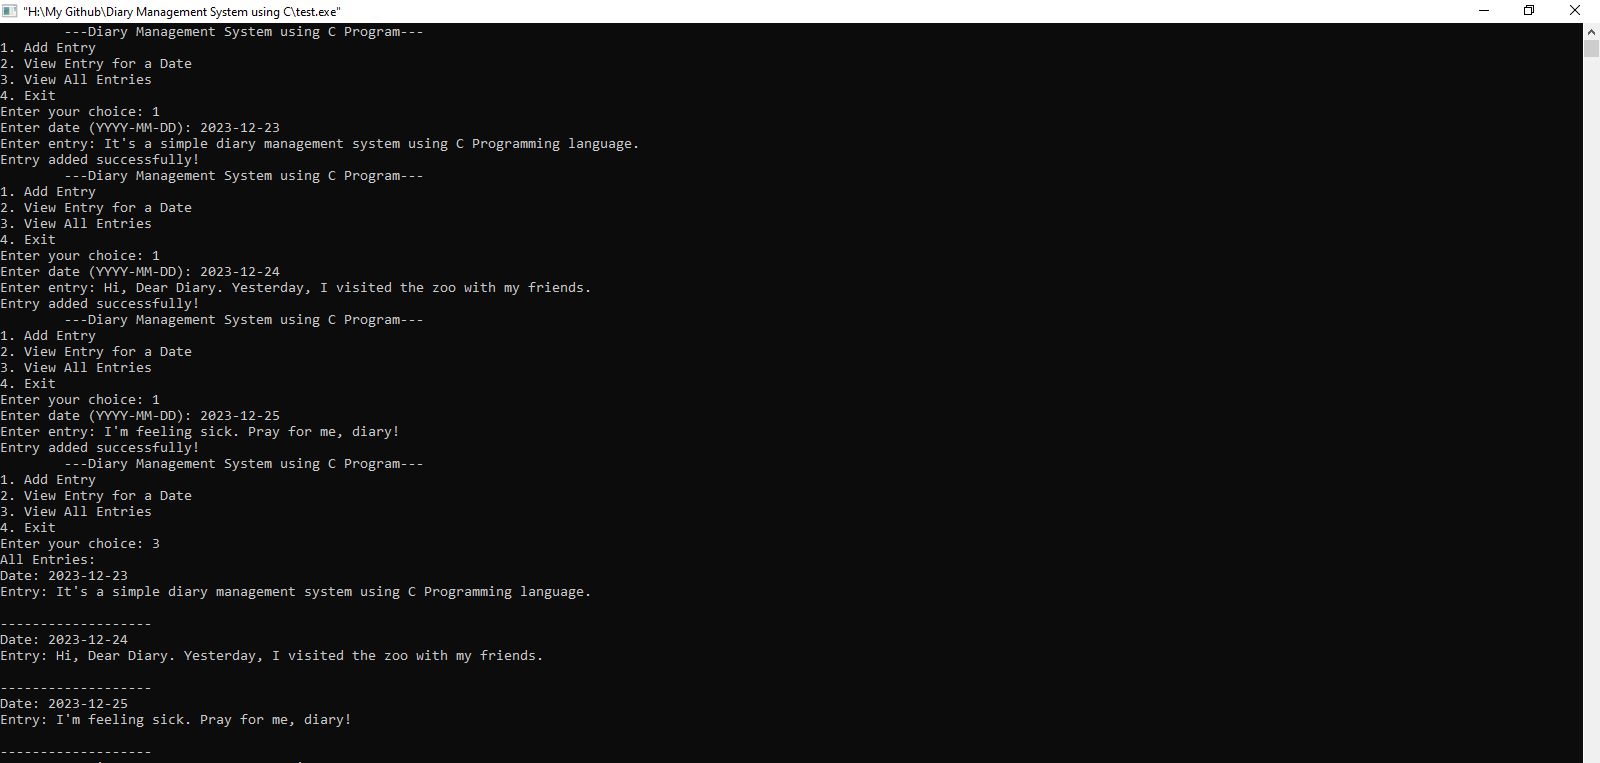 "H:\My Github\Diary Management System using C\test.exe"
---Diary Management System using C Program---
1. Add Entry
2. View Entry for a Date
3. View All Entries
4. Exit
Enter your choice: 1
Enter date (YYYY-MM-DD): 2023-12-23
Enter entry: It's a simple diary management system using C Programming language.
Entry added successfully!
---Diary Management System using C Program---
1. Add Entry
2. View Entry for a Date
3. View All Entries
4. Exit
Enter your choice: 1
Enter date (YYYY-MM-DD): 2023-12-24
Enter entry: Hi, Dear Diary. Yesterday, I visited the zoo with my friends.
Entry added successfully!
---Diary Management System using C Program---
1. Add Entry
2. View Entry for a Date
3. View All Entries
4. Exit
Enter your choice: 1
Enter date (YYYY-MM-DD): 2023-12-25
Enter entry: I'm feeling sick. Pray for me, diary!
Entry added successfully!
---Diary Management System using C Program---
1. Add Entry
2. View Entry for a Date
3. View All Entries
4. Exit
Enter your choice: 3
All Entries:
Date: 2023-12-23
Entry: It's a simple diary management system using C Programming language.
-------------------
Date: 2023-12-24
Entry: Hi, Dear Diary. Yesterday, I visited the zoo with my friends.
-------------------
Date: 2023-12-25
Entry: I'm feeling sick. Pray for me, diary!
-------------------